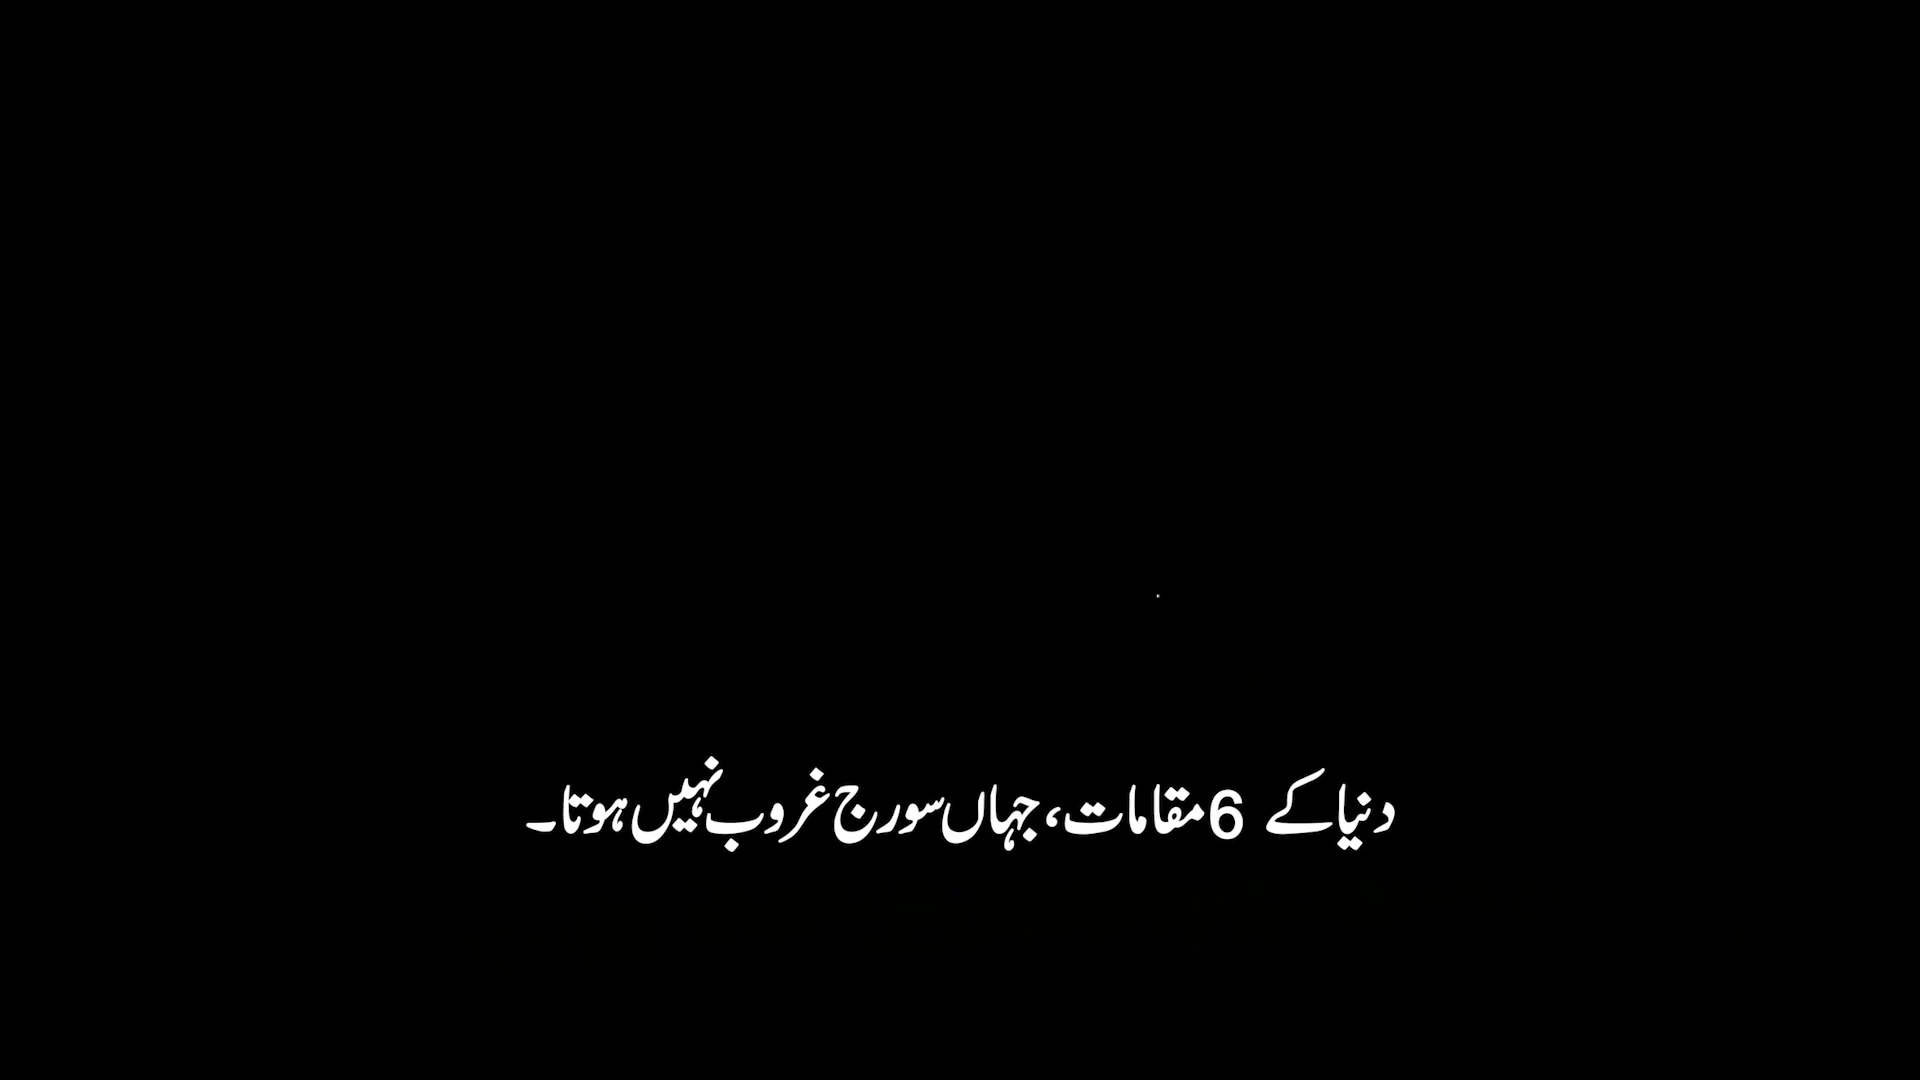 دنیا کے 6 مقامات، جہاں سورج غروب نہیں ہوتا۔